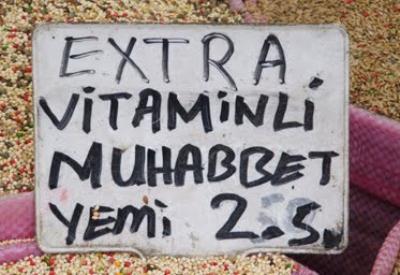 EXTRA
ViTAMiNLi
MUHABBET
YEMi 2.5.